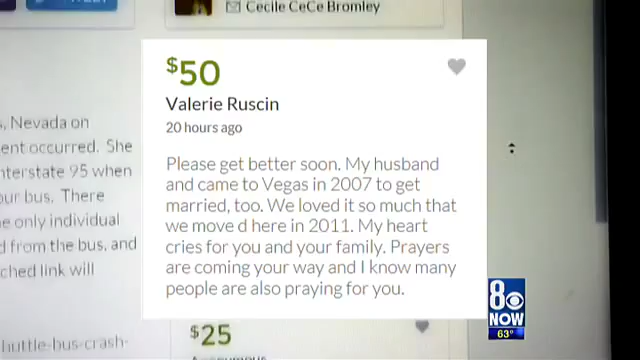 Cecile CeCe Bromley
$50
Valerie Ruscin
20 hours ago
Please get better soon. My husband
and came to Vegas in 2007 to get
married, too. We loved it so much that
we move d here in 2011. My heart
cries for you and your family. Prayers
are coming your way and I know many
people are also praying for you.
, Nevada on
ent occurred. She
nterstate 95 when
our bus. There
e only individual
d from the bus, and
ched link will
huttle-bus-crash-
$25
8
NOW
63°